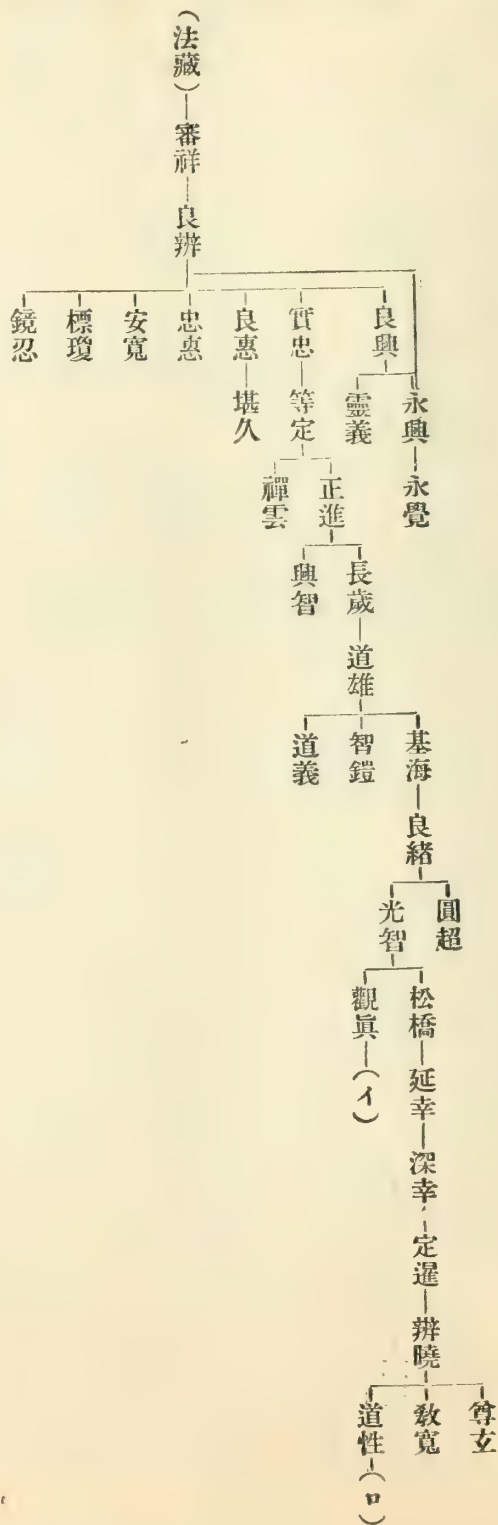 (法藏)―審祥―良辨
良興
永興―永覺
靈義
實忠―等定
正進
長歲―道雄
基海―良緒
圓超
光智
松橋―延幸―深幸―定暹―辨曉
尊玄
敎寬
道性―(ロ)
觀眞―(イ)
智鎧
道義
興智
禪雲
良惠―堪久
忠惠
安寬
標瓊
鏡忍